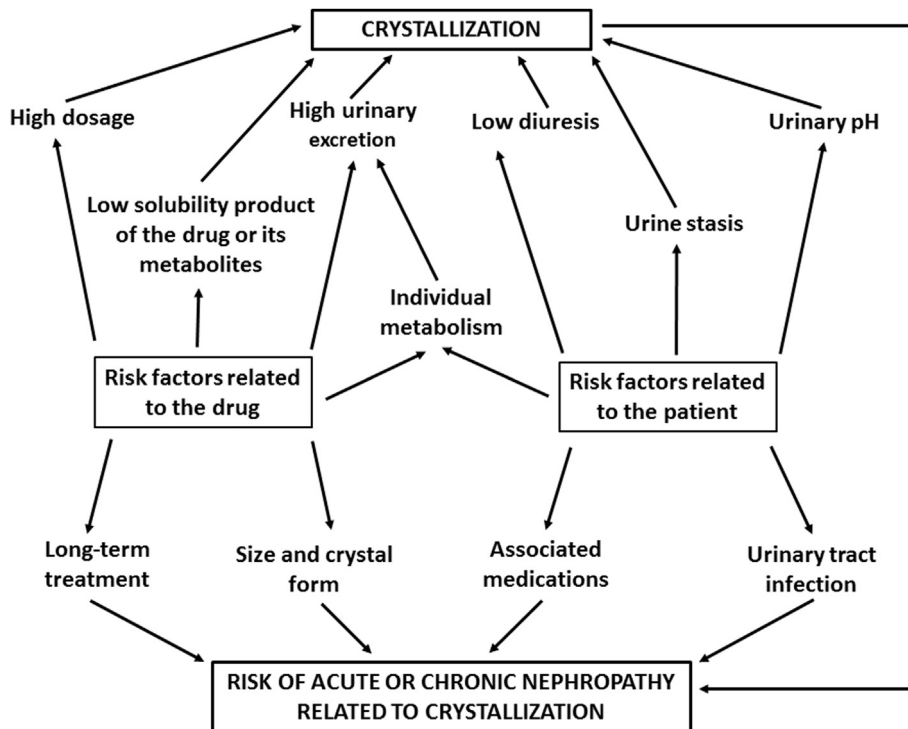 CRYSTALLIZATION
High dosage
High urinary
excretion
Low diuresis
Urinary pH
Low solubility product
of the drug or its
metabolites
Urine stasis
Individual
metabolism
Risk factors related
to the drug
Risk factors related
to the patient
Long-term
treatment
Size and crystal
form
Associated
medications
Urinary tract
infection
RISK OF ACUTE OR CHRONIC NEPHROPATHY
RELATED TO CRYSTALLIZATION